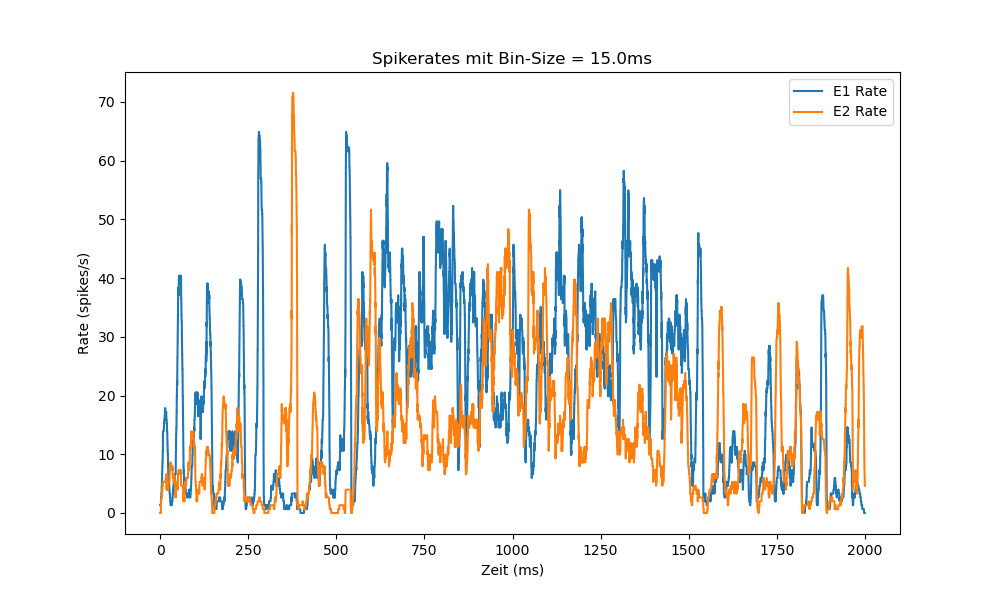 Spikerates mit Bin-Size = 15.0ms
E1 Rate
E2 Rate
Rate (spikes/s)
70
60
50
40
30
20
10
0
0 250 500 750 1000 1250 1500 1750 2000
Zeit (ms)